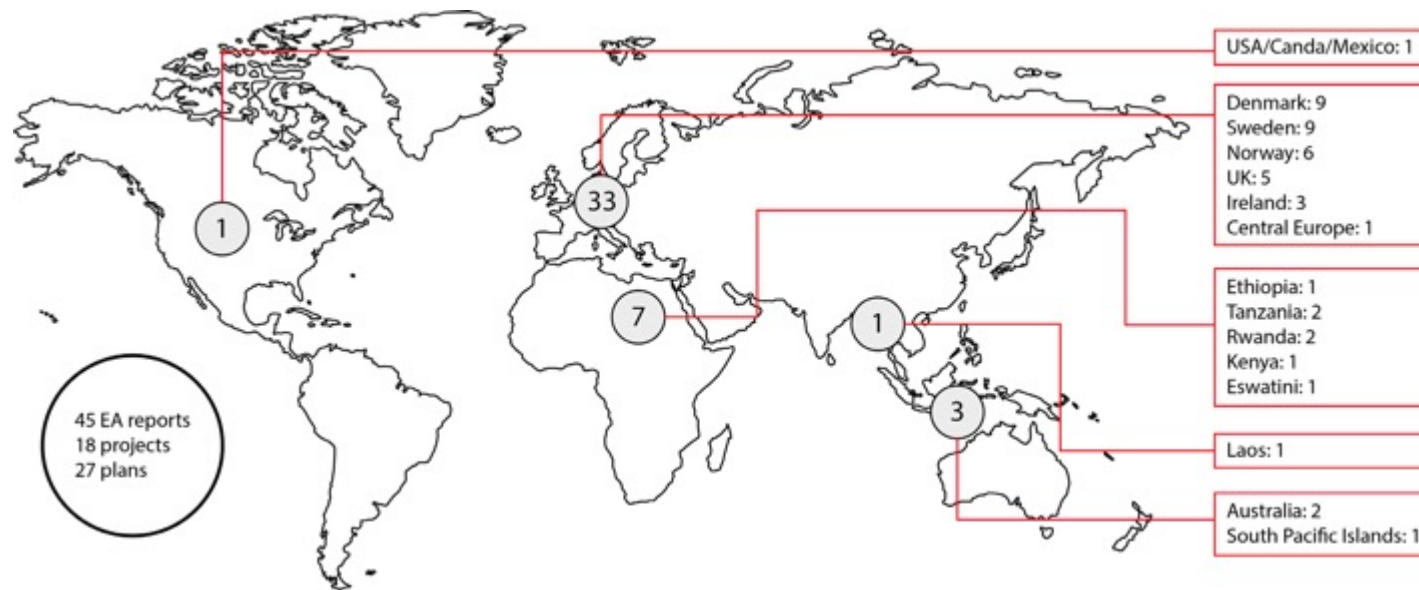 USA/Canda/Mexico: 1
Denmark: 9
Sweden: 9
Norway: 6
UK: 5
Ireland: 3
Central Europe: 1
33
1
Ethiopia: 1
Tanzania: 2
Rwanda: 2
Kenya: 1
Eswatini: 1
7
1
3
45 EA reports
18 projects
27 plans
Laos: 1
Australia: 2
South Pacific Islands: 1